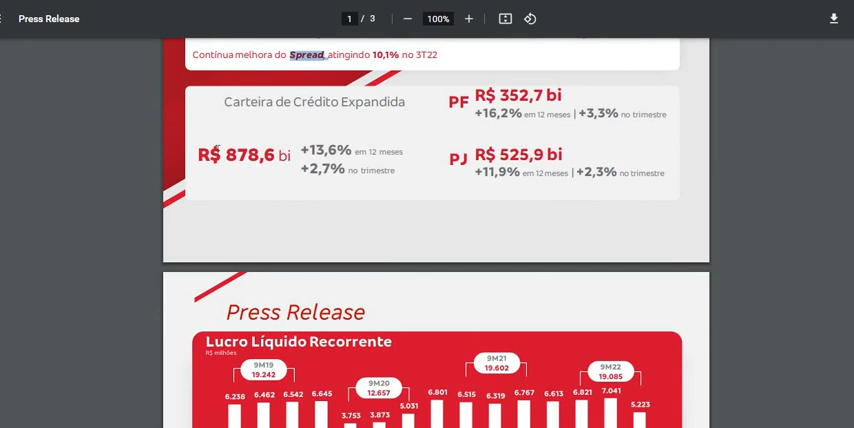 Press Release
1 / 3
100%
Contínua melhora do Spread, atingindo 10,1% no 3T22
Carteira de Crédito Expandida
R$ 878,6 bi
+13,6% em 12 meses
+2,7% no trimestre
PF
R$ 352,7 bi
+16,2% em 12 meses | +3,3% no trimestre
PJ
R$ 525,9 bi
+11,9% em 12 meses | +2,3% no trimestre
Press Release
Lucro Líquido Recorrente
R$ milhões
9M19
19.242
9M20
12.657
9M21
19.602
9M22
19.085
6.238 6.462 6.542 6.645 3.753 3.873 5.031 6.801 6.515 6.319 6.767 6.613 6.821 7.041 5.223